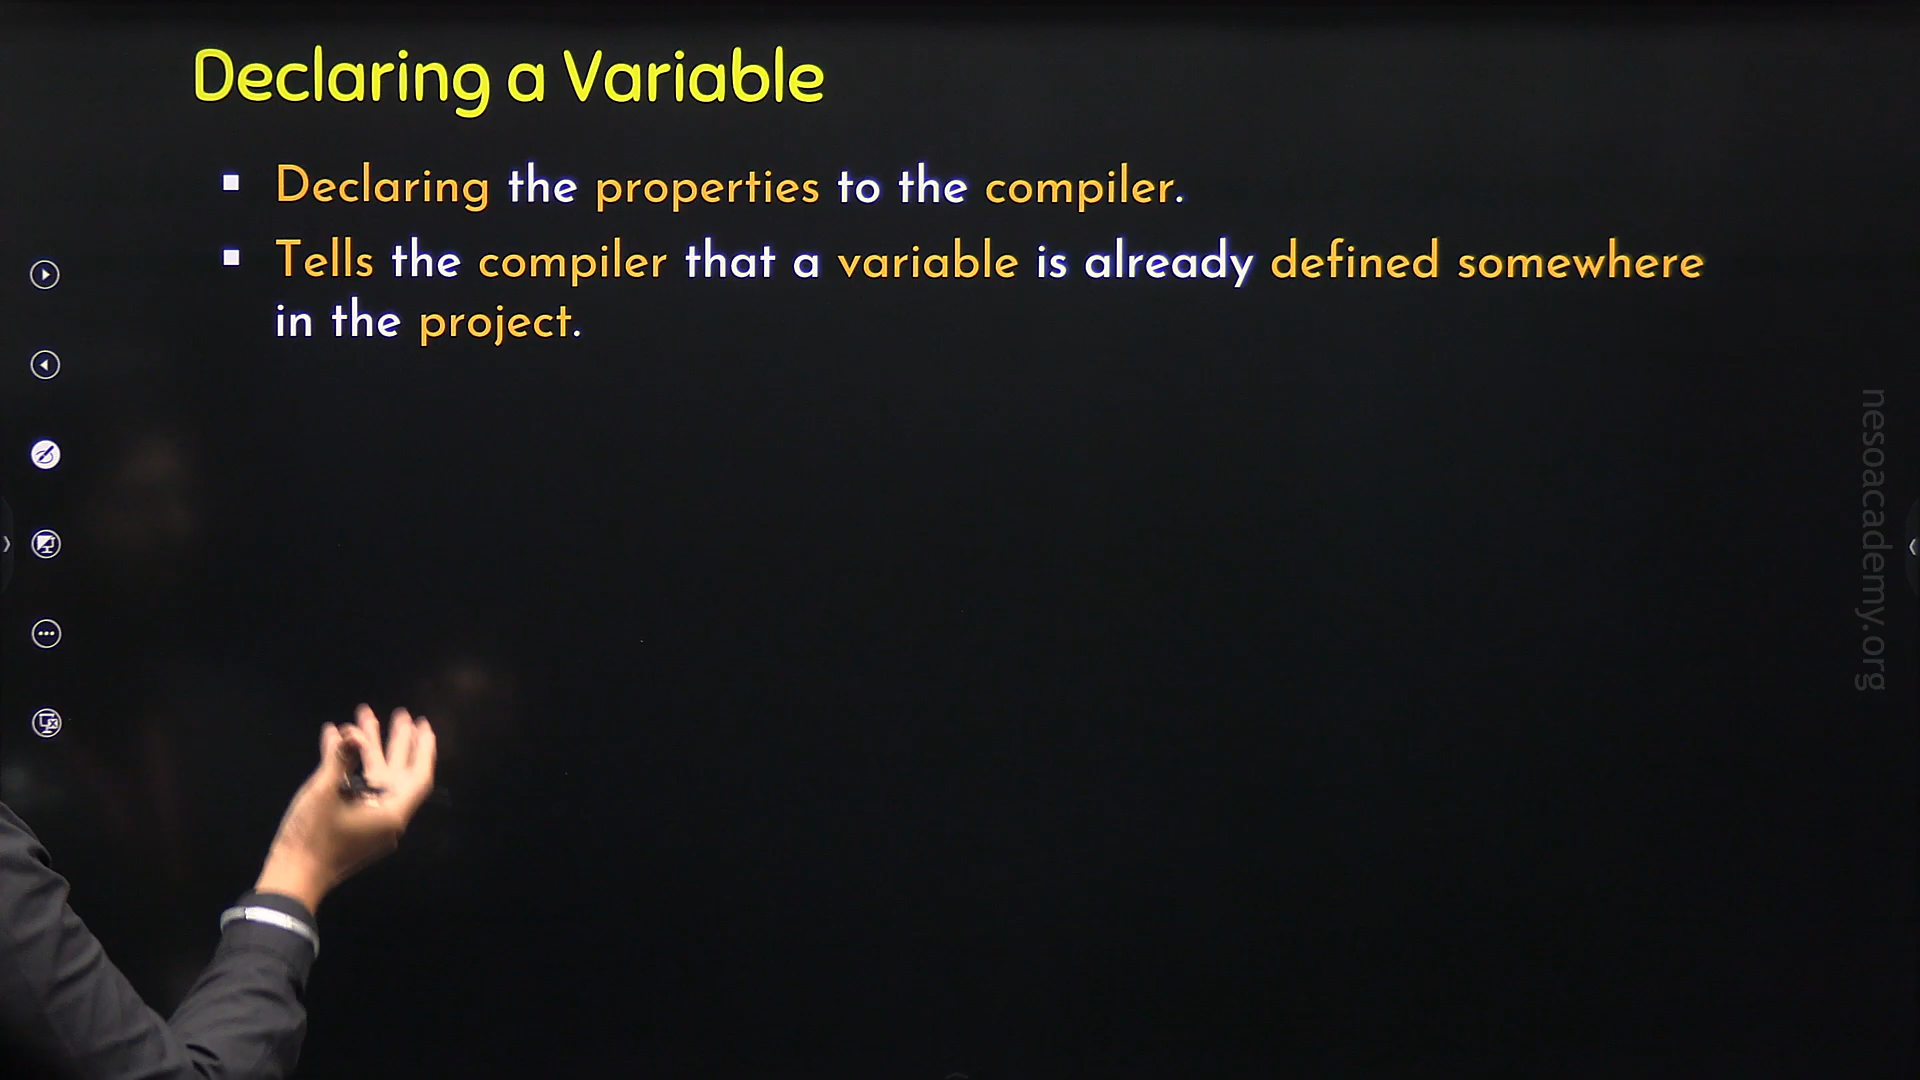 Declaring a Variable
▪ Declaring the properties to the compiler.
▪ Tells the compiler that a variable is already defined somewhere
in the project.
nesoacademy.org